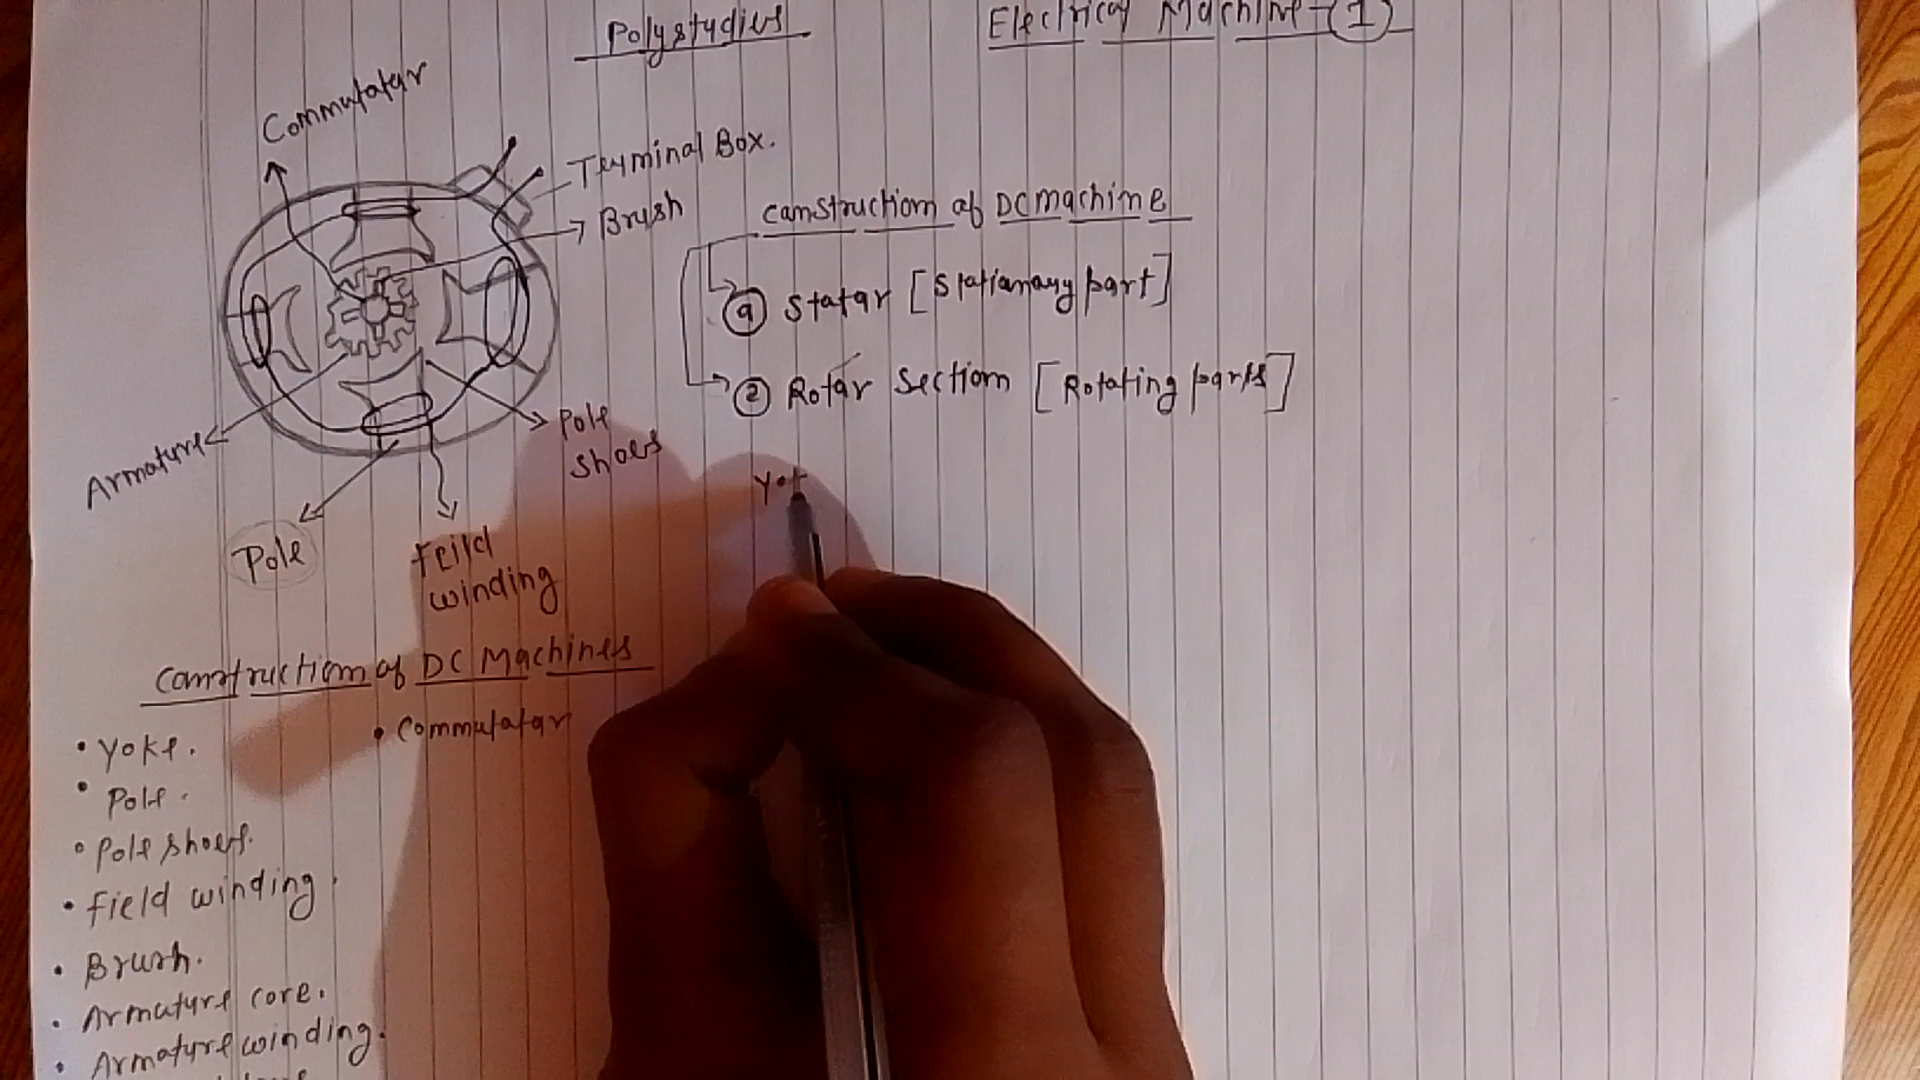 Polystudies
Electrical Machine-(1)
Commutator
Terminal Box.
Brush
Construction of DC machine
(a) Stator [Stationary part]
(2) Rotor Section [Rotating parts]
Armature
Pole
shoes
Yok
Pole
Feild
winding
Construction of DC Machines
• Yoke.
• Commutator
• Pole.
• Pole shoes.
• Field winding.
• Brush.
• Armature core.
• Armature winding.